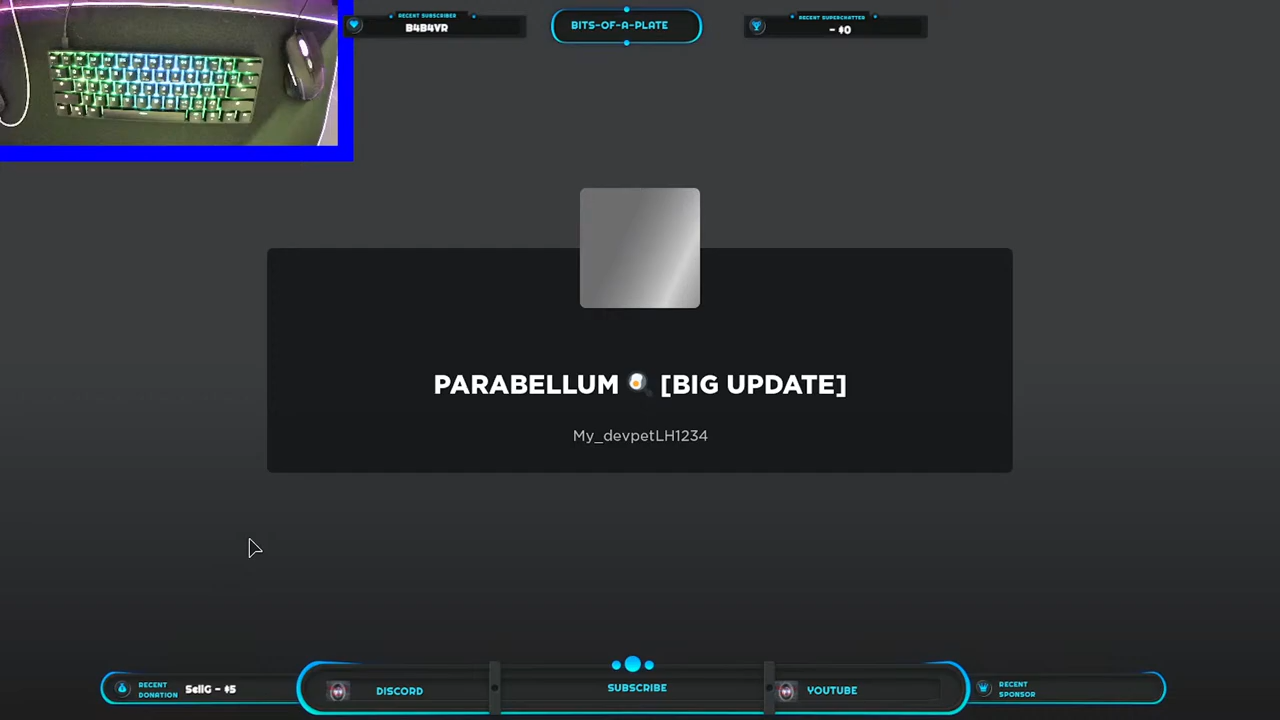 RECENT SUBSCRIBER
B4B4VR
BITS-OF-A-PLATE
RECENT SUPERCHATTER
- $0
PARABELLUM 🍳 [BIG UPDATE]
My_devpetLH1234
RECENT
DONATION
SellG - $5
DISCORD
SUBSCRIBE
YOUTUBE
RECENT
SPONSOR